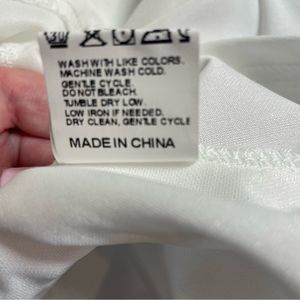 WASH WITH LIKE COLORS.
MACHINE WASH COLD.
GENTLE CYCLE.
DO NOT BLEACH.
TUMBLE DRY LOW.
LOW IRON IF NEEDED.
DRY CLEAN, GENTLE CYCLE
MADE IN CHINA